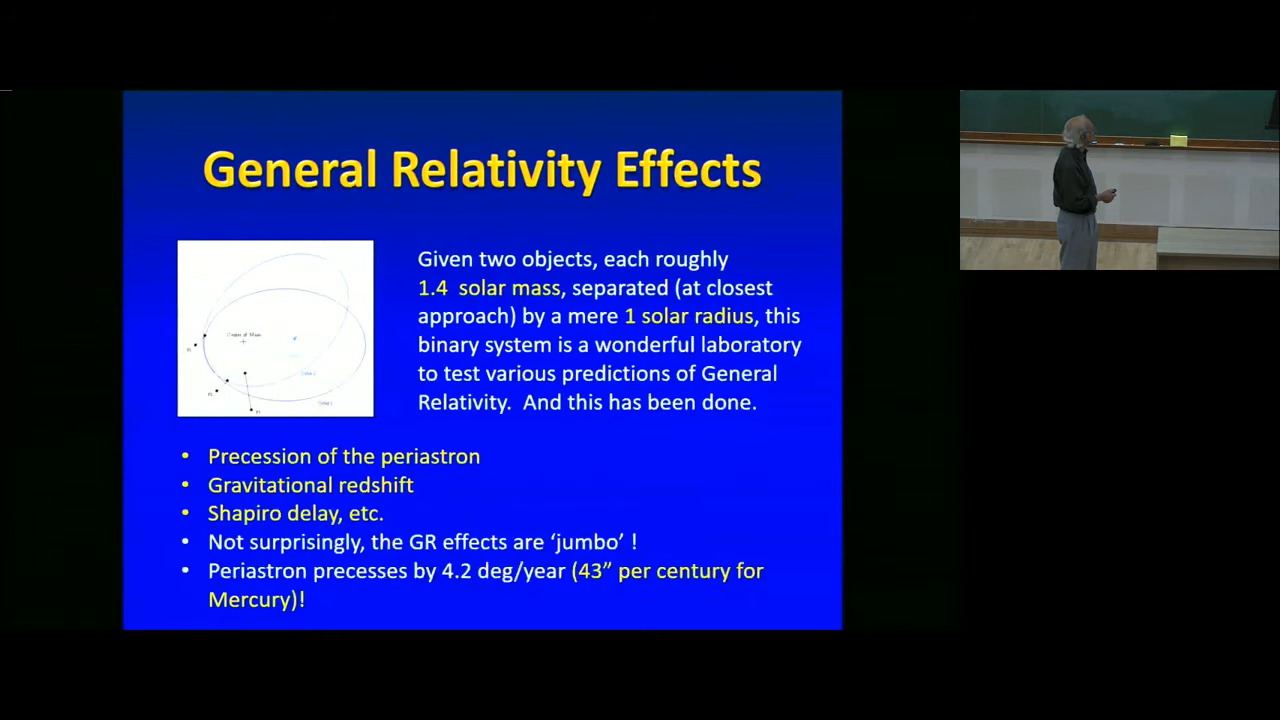 General Relativity Effects
Given two objects, each roughly
1.4 solar mass, separated (at closest
approach) by a mere 1 solar radius, this
binary system is a wonderful laboratory
to test various predictions of General
Relativity. And this has been done.
• Precession of the periastron
• Gravitational redshift
• Shapiro delay, etc.
• Not surprisingly, the GR effects are ‘jumbo’ !
• Periastron precesses by 4.2 deg/year (43” per century for
Mercury)!